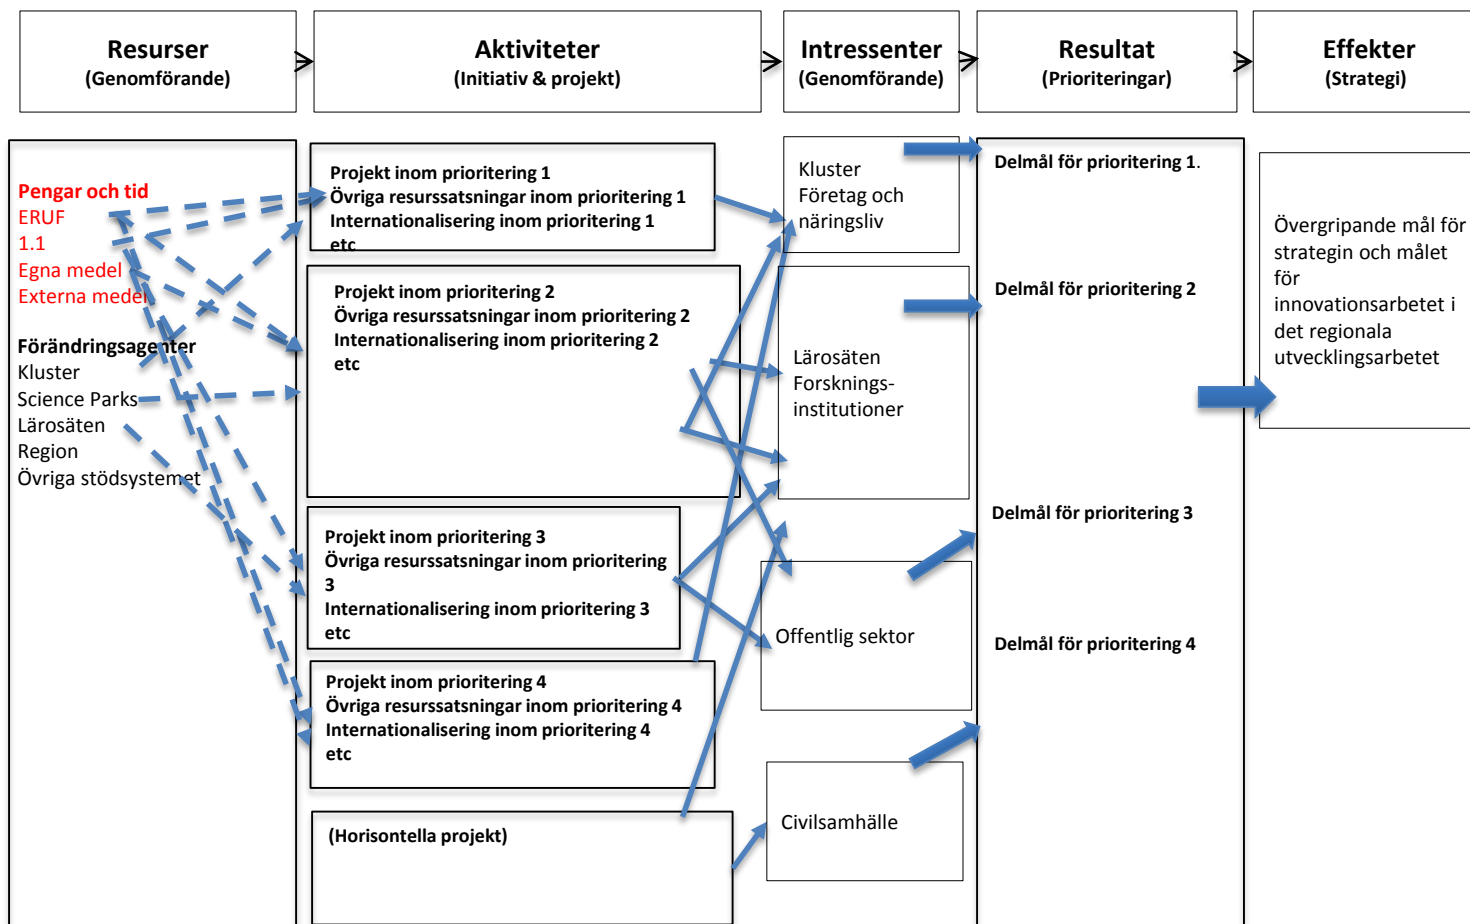 Resurser
(Genomförande)
Aktiviteter
(Initiativ & projekt)
Intressenter
(Genomförande)
Resultat
(Prioriteringar)
Effekter
(Strategi)
Pengar och tid
ERUF
1.1
Egna medel
Externa medel
Förändringsagenter
Kluster
Science Parks
Lärosäten
Region
Övriga stödsystemet
Projekt inom prioritering 1
Övriga resurssatsningar inom prioritering 1
Internationalisering inom prioritering 1
etc
Projekt inom prioritering 2
Övriga resurssatsningar inom prioritering 2
Internationalisering inom prioritering 2
etc
Projekt inom prioritering 3
Övriga resurssatsningar inom prioritering
3
Internationalisering inom prioritering 3
etc
Projekt inom prioritering 4
Övriga resurssatsningar inom prioritering 4
Internationalisering inom prioritering 4
etc
(Horisontella projekt)
Kluster
Företag och
näringsliv
Lärosäten
Forsknings-
institutioner
Offentlig sektor
Civilsamhälle
Delmål för prioritering 1.
Delmål för prioritering 2
Delmål för prioritering 3
Delmål för prioritering 4
Övergripande mål för
strategin och målet
för
innovationsarbetet i
det regionala
utvecklingsarbetet